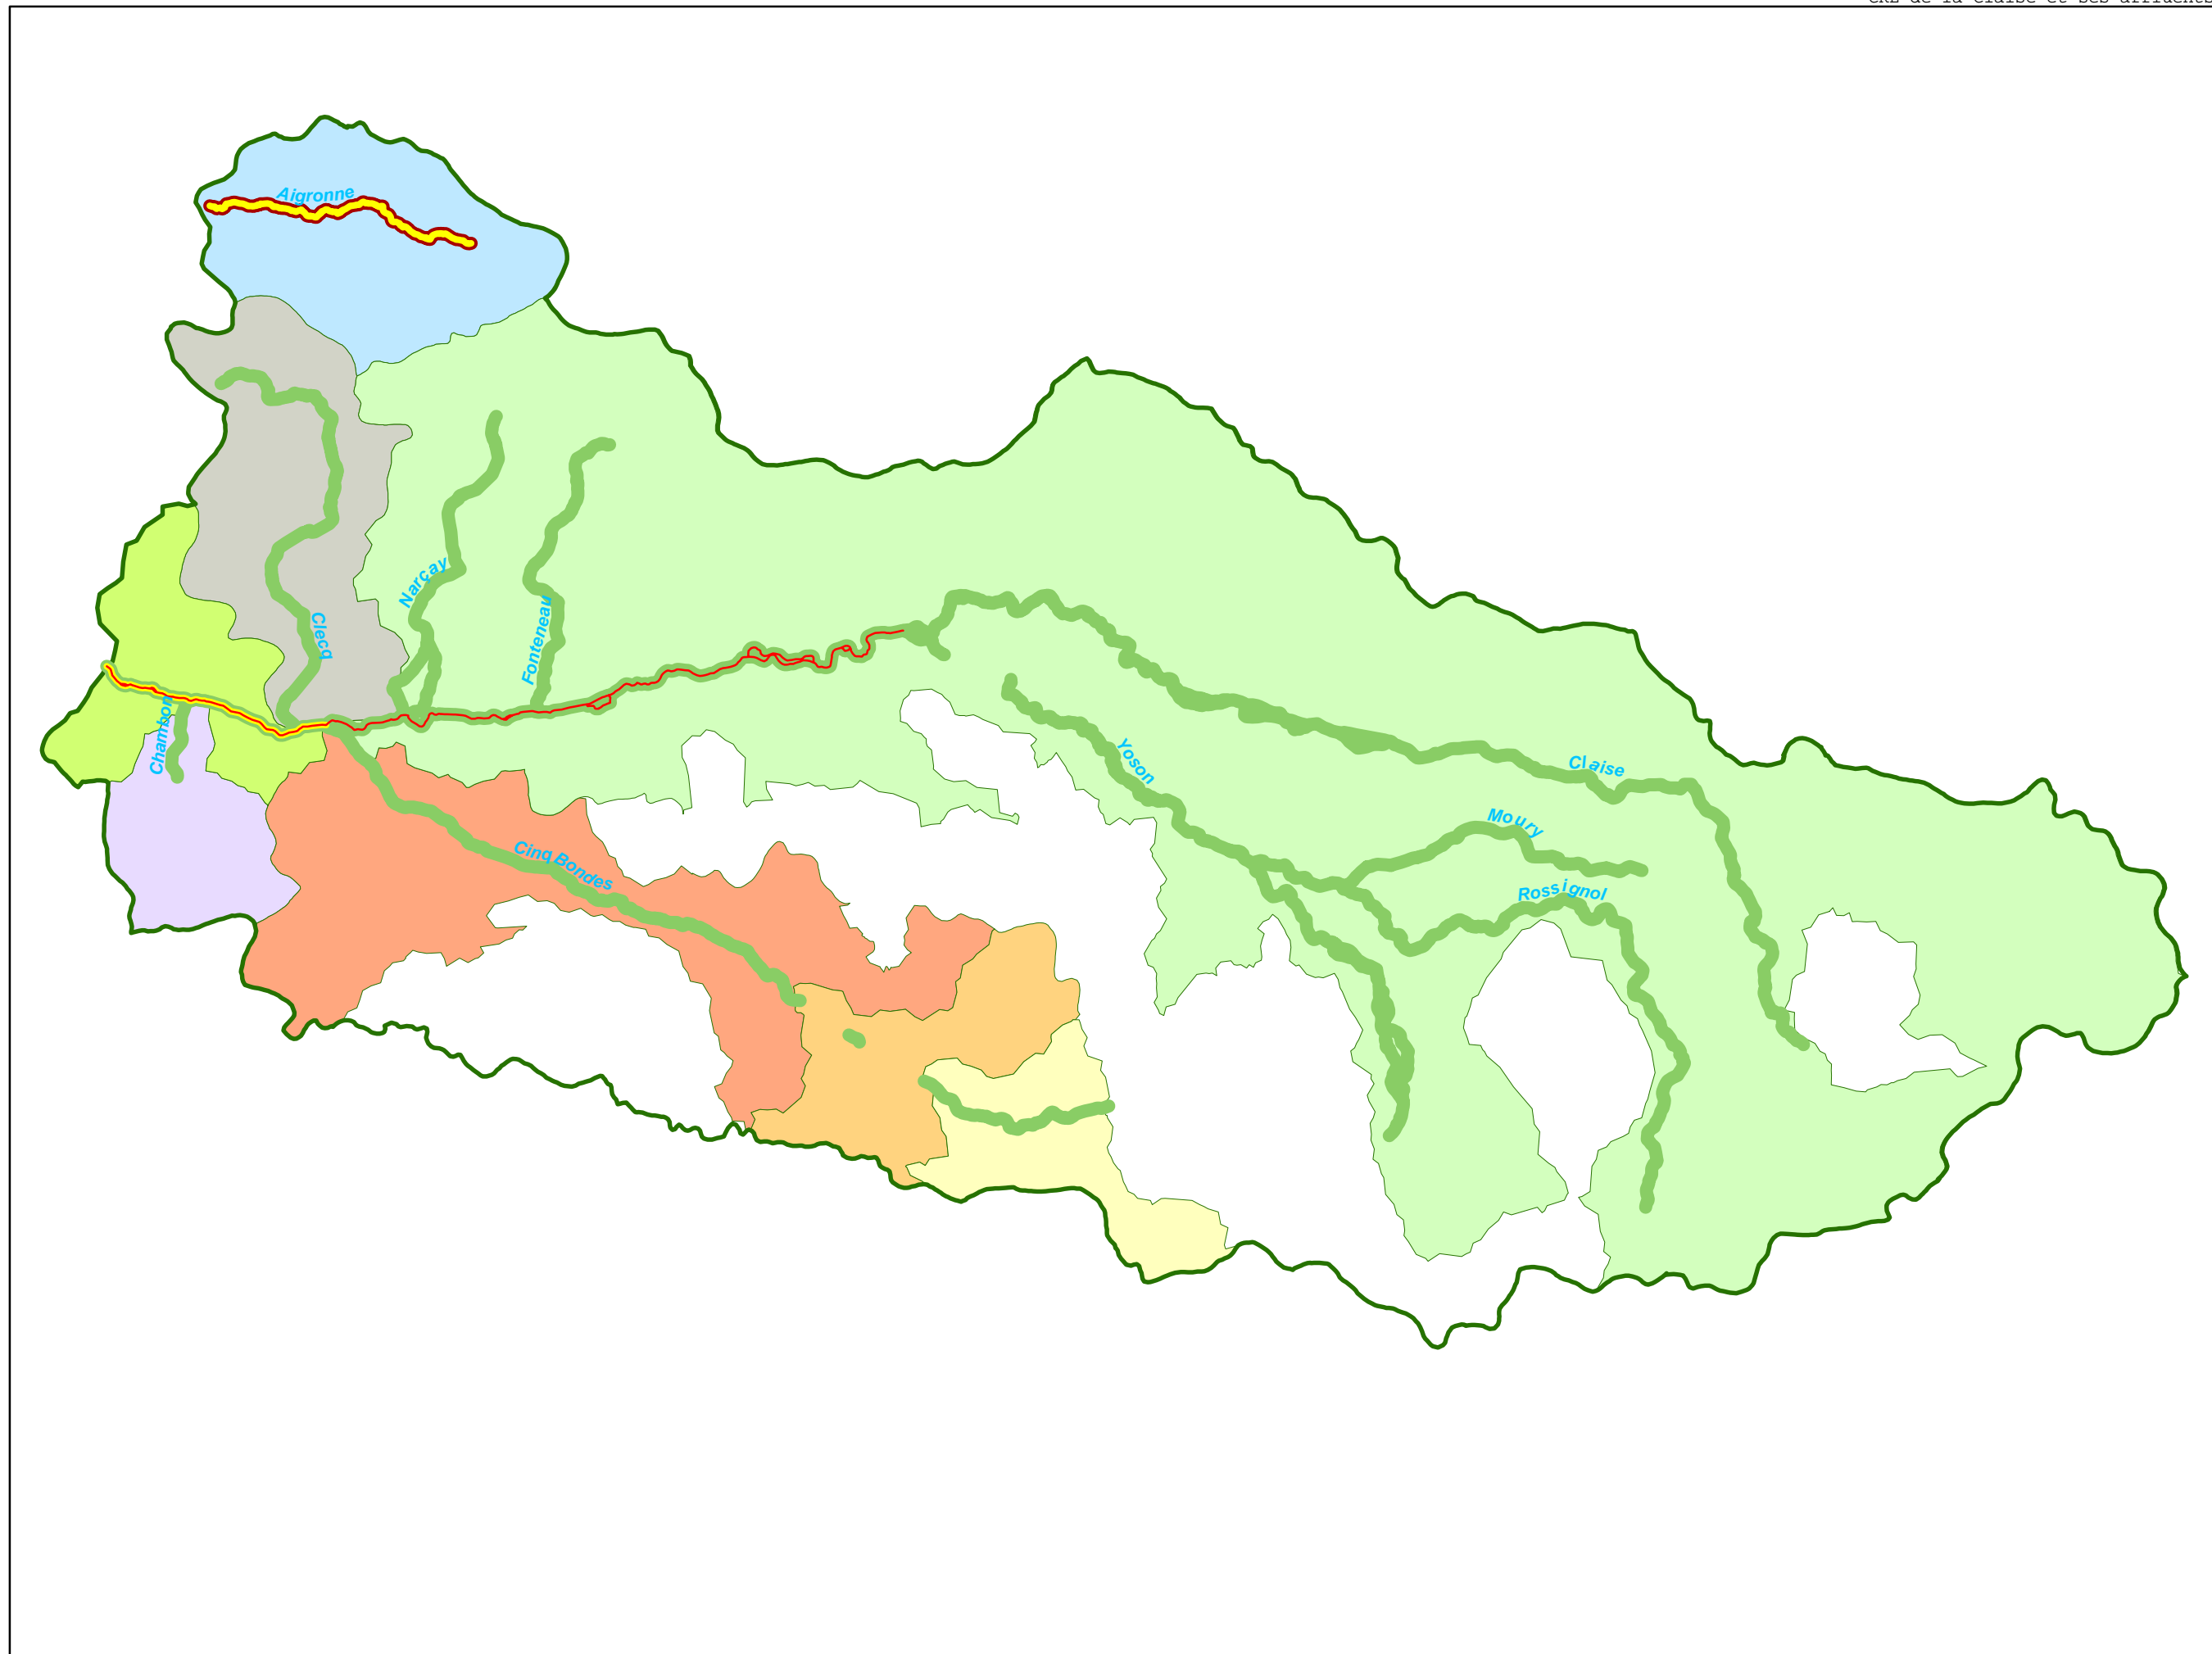 Aigronne
Narçay
Clecq
Fonteneau
Chambon
Yoson
Claise
Moury
Cinq Bondes
Rossignol